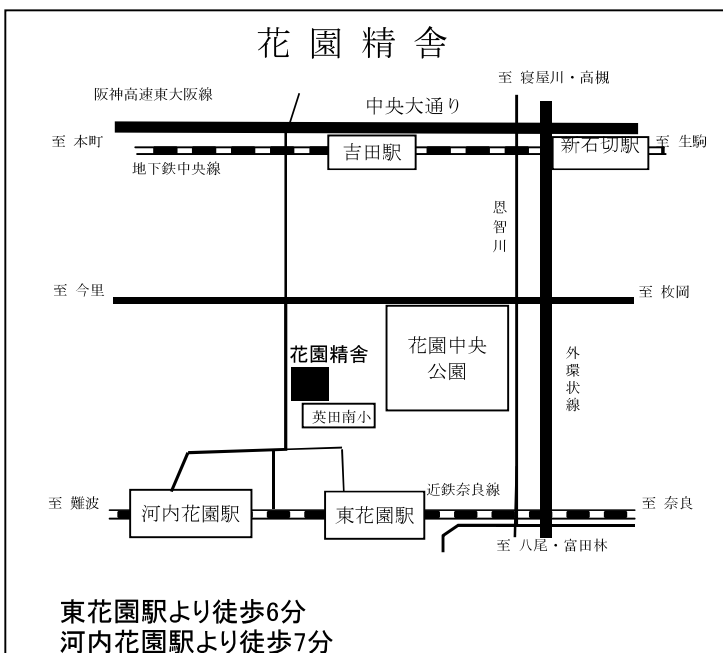 花園精舎
至 寝屋川・高槻
阪神高速東大阪線
中央大通り
至 本町
吉田駅
新石切駅
至 生駒
地下鉄中央線
恩智川
至 今里
至 枚岡
花園精舎
花園中央
公園
外環状線
英田南小
至 難波
河内花園駅
東花園駅
近鉄奈良線
至 奈良
至 八尾・富田林
東花園駅より徒歩6分
河内花園駅より徒歩7分